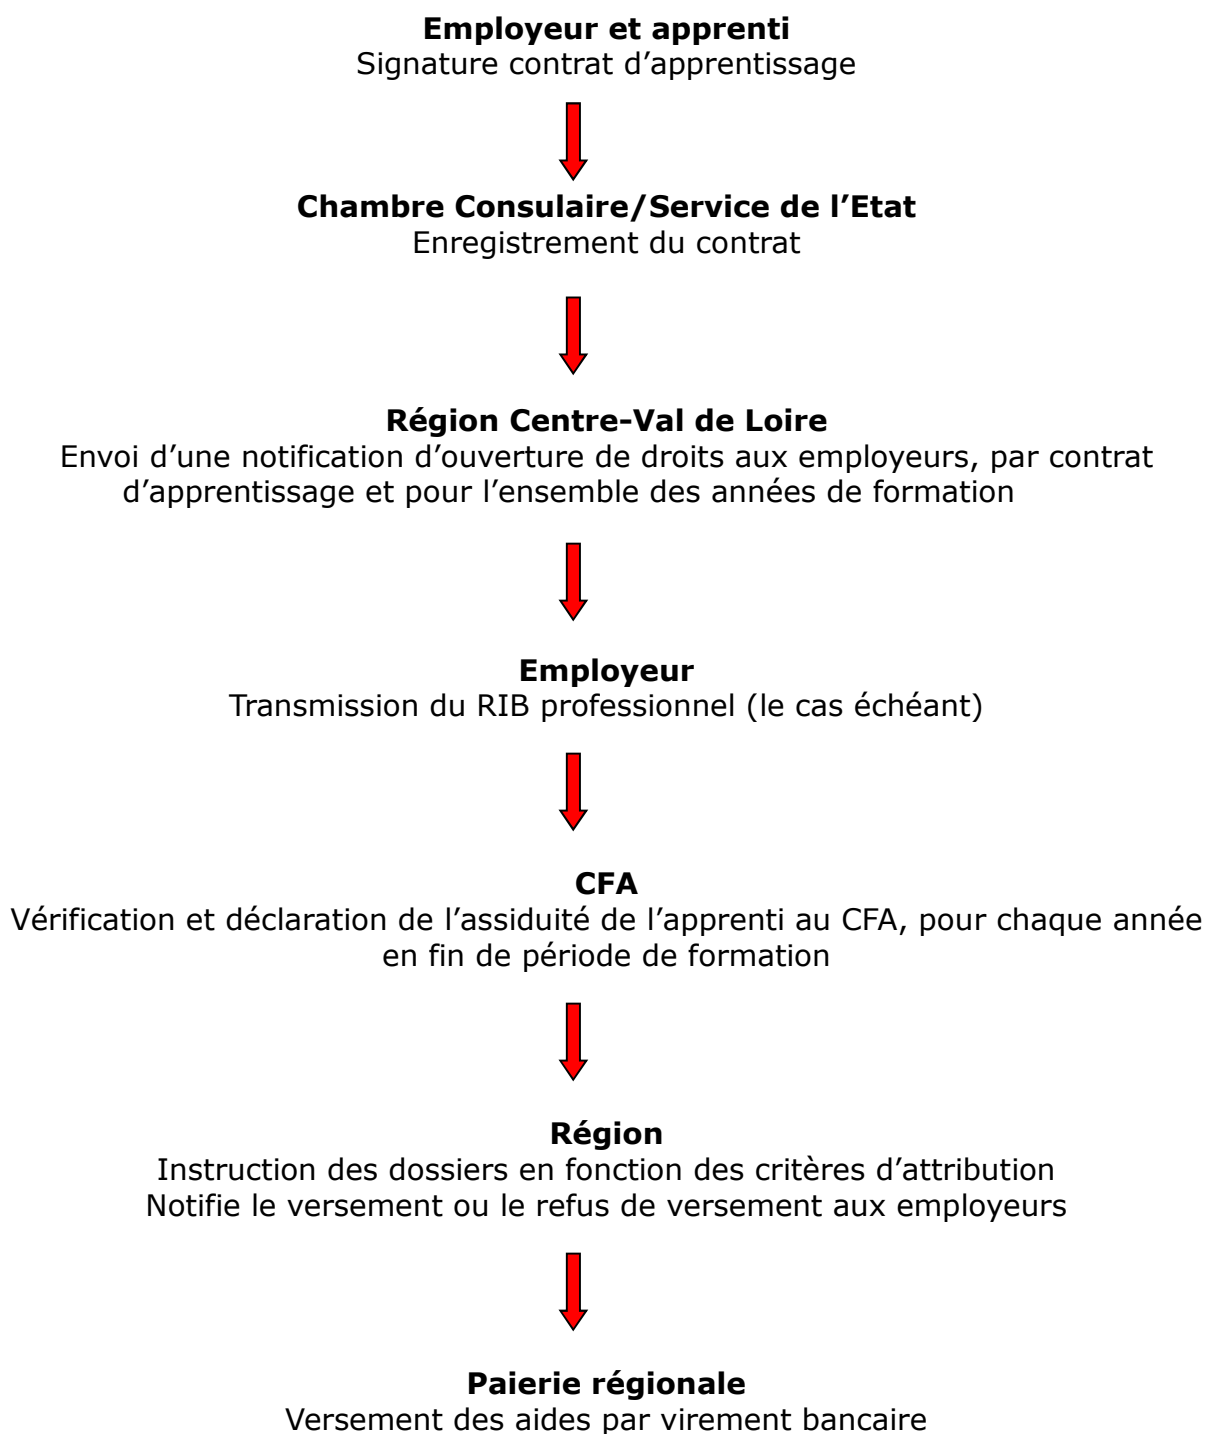 Employeur et apprenti
Signature contrat d’apprentissage
Chambre Consulaire/Service de l’Etat
Enregistrement du contrat
Région Centre-Val de Loire
Envoi d’une notification d’ouverture de droits aux employeurs, par contrat
d’apprentissage et pour l’ensemble des années de formation
Employeur
Transmission du RIB professionnel (le cas échéant)
CFA
Vérification et déclaration de l’assiduité de l’apprenti au CFA, pour chaque année
en fin de période de formation
Région
Instruction des dossiers en fonction des critères d’attribution
Notifie le versement ou le refus de versement aux employeurs
Paierie régionale
Versement des aides par virement bancaire